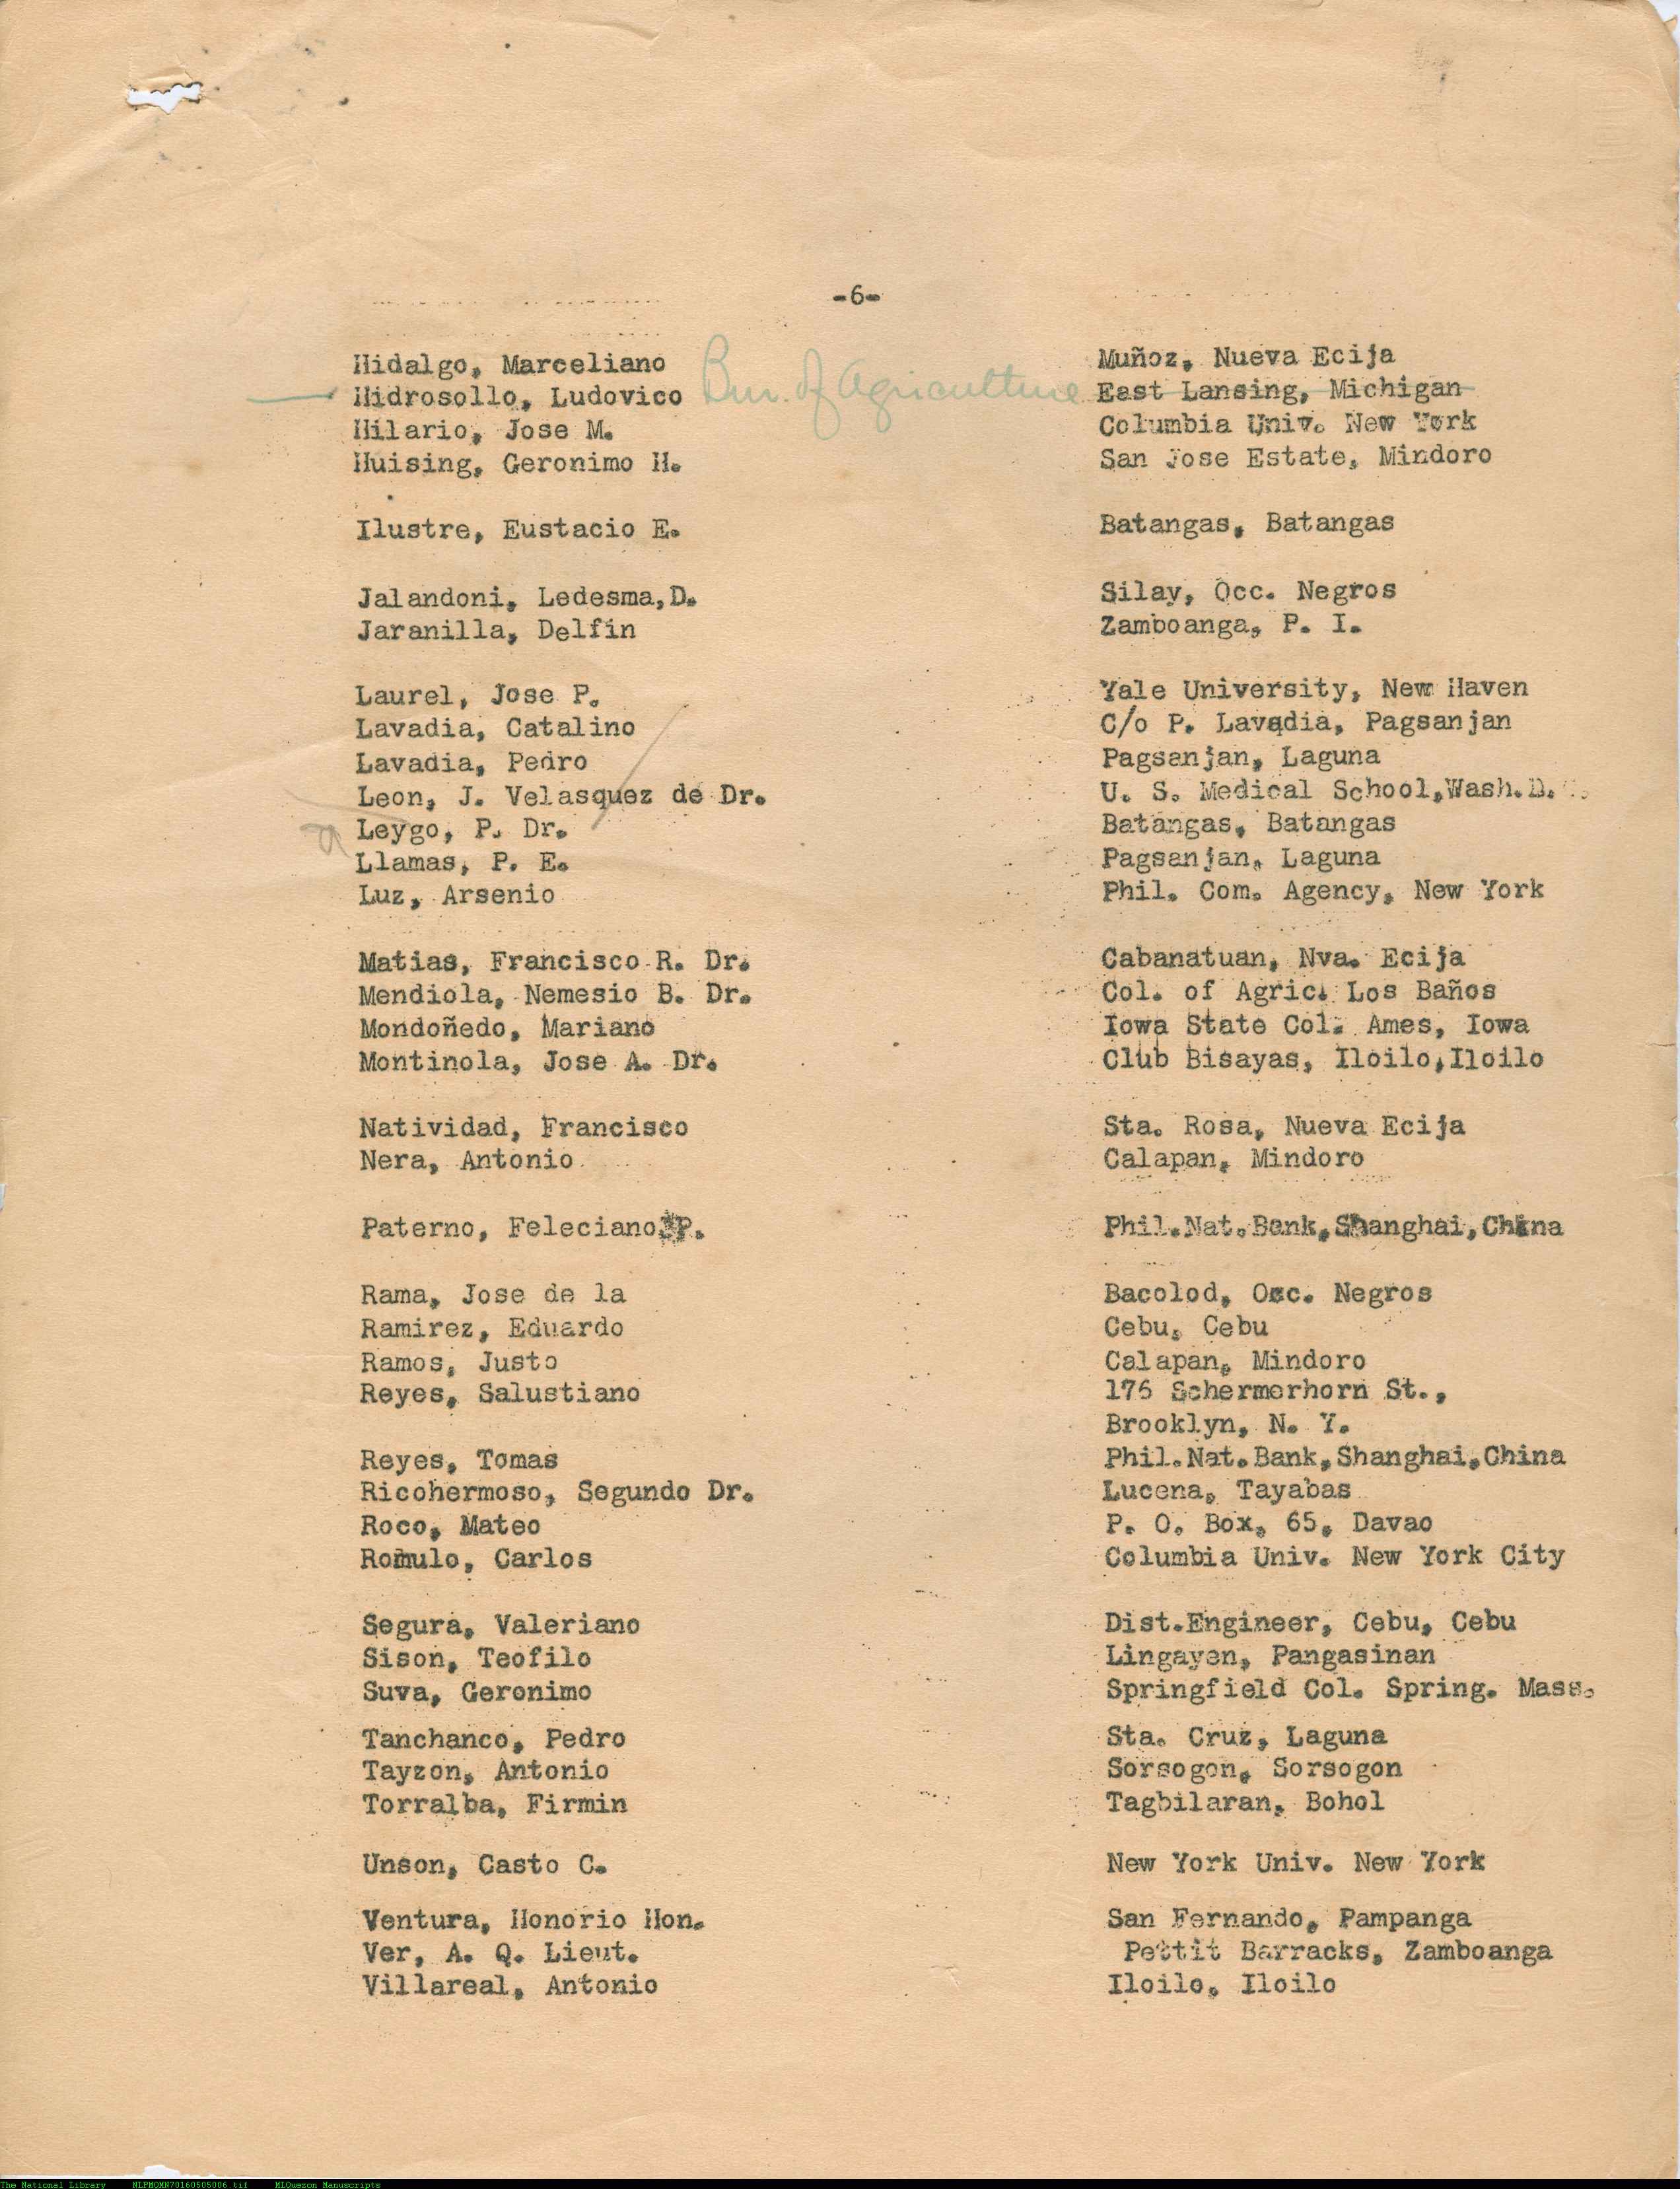 -6-
Hidalgo, Marceliano Muñoz, Nueva Ecija
Hidrosollo, Ludovico Bur. of Agriculture East Lansing, Michigan
Hilario, Jose M. Columbia Univ. New York
Huising, Geronimo H. San Jose Estate, Mindoro
Ilustre, Eustacio E. Batangas, Batangas
Jalandoni, Ledesma,D. Silay, Occ. Negros
Jaranilla, Delfin Zamboanga, P. I.
Laurel, Jose P. Yale University, New Haven
Lavadia, Catalino C/o P. Lavadia, Pagsanjan
Lavadia, Pedro Pagsanjan, Laguna
Leon, J. Velasquez de Dr. U. S. Medical School,Wash.D.
Leygo, P. Dr. Batangas, Batangas
Llamas, P. E. Pagsanjan, Laguna
Luz, Arsenio Phil. Com. Agency, New York
Matias, Francisco R. Dr. Cabanatuan, Nva. Ecija
Mendiola, Nemesio B. Dr. Col. of Agric. Los Baños
Mondoñedo, Mariano Iowa State Col. Ames, Iowa
Montinola, Jose A. Dr. Club Bisayas, Iloilo,Iloilo
Natividad, Francisco Sta. Rosa, Nueva Ecija
Nera, Antonio Calapan, Mindoro
Paterno, Feleciano P. Phil.Nat.Bank,Shanghai,China
Rama, Jose de la Bacolod, Occ. Negros
Ramirez, Eduardo Cebu, Cebu
Ramos, Justo Calapan, Mindoro
Reyes, Salustiano 176 Schermerhorn St.,
Brooklyn, N. Y.
Reyes, Tomas Phil.Nat.Bank,Shanghai,China
Ricohermoso, Segundo Dr. Lucena, Tayabas
Roco, Mateo P. O. Box, 65, Davao
Romulo, Carlos Columbia Univ. New York City
Segura, Valeriano Dist.Engineer, Cebu, Cebu
Sison, Teofilo Lingayen, Pangasinan
Suva, Geronimo Springfield Col. Spring. Mass.
Tanchanco, Pedro Sta. Cruz, Laguna
Tayzon, Antonio Sorsogon, Sorsogon
Torralba, Firmin Tagbilaran, Bohol
Unson, Casto C. New York Univ. New York
Ventura, Honorio Hon. San Fernando, Pampanga
Ver, A. Q. Lieut. Pettit Barracks, Zamboanga
Villareal, Antonio Iloilo, Iloilo
The National Library NLPMQMN70160505006.tif MLQuezon Manuscripts